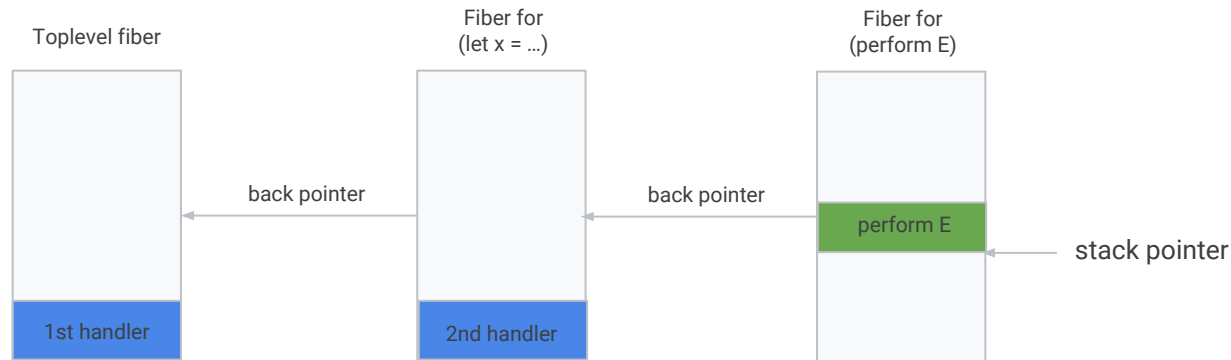 Toplevel fiber
Fiber for
(let x = …)
Fiber for
(perform E)
back pointer
back pointer
perform E
stack pointer
1st handler
2nd handler